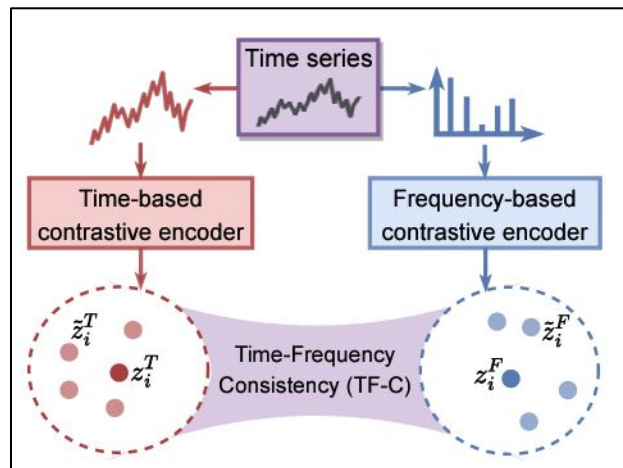 Time series
Time-based
contrastive encoder
Frequency-based
contrastive encoder
z̃ᵢᵀ
zᵢᵀ
Time-Frequency
Consistency (TF-C)
z̃ᵢᶠ
zᵢᶠ